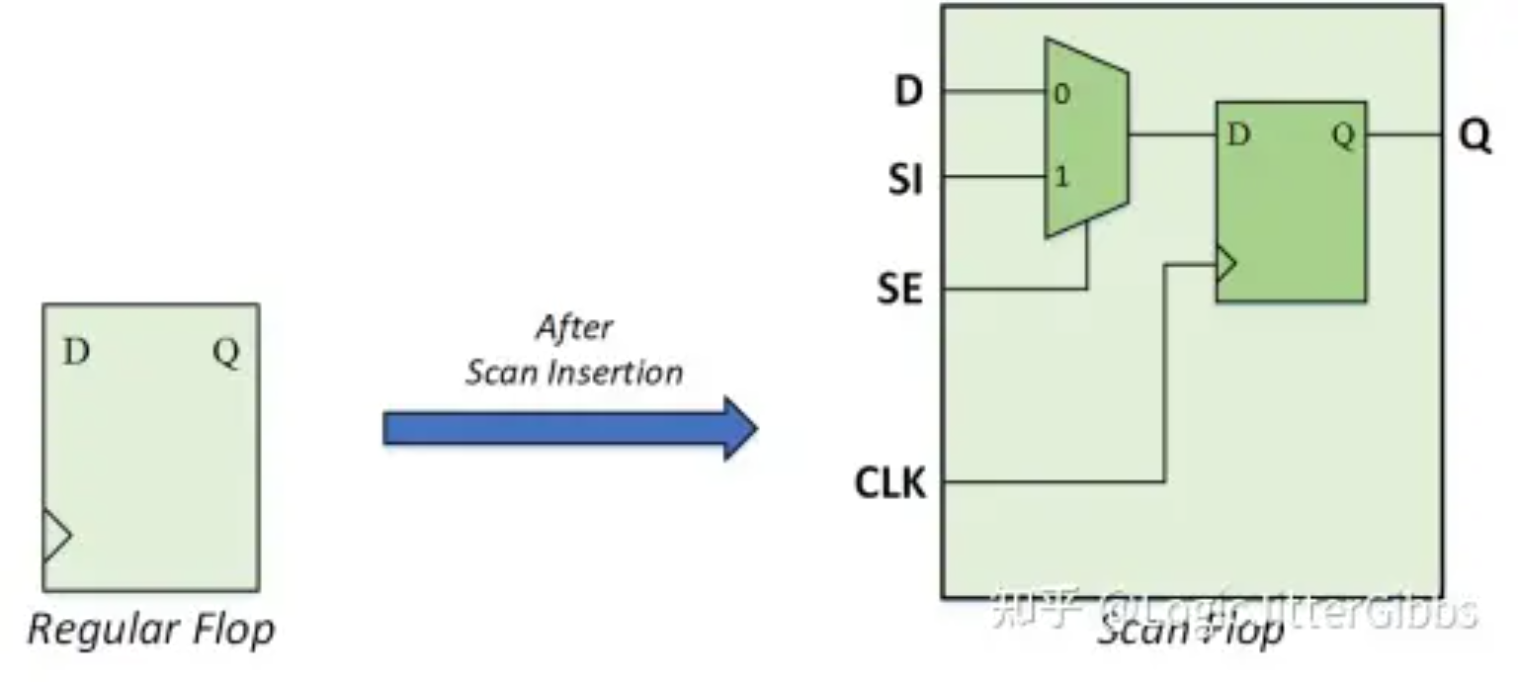 D
Q
Regular Flop
After
Scan Insertion
D
SI
SE
CLK
0
1
D
Q
Q
知乎 @LogicJitterGibbs
Scan Flop